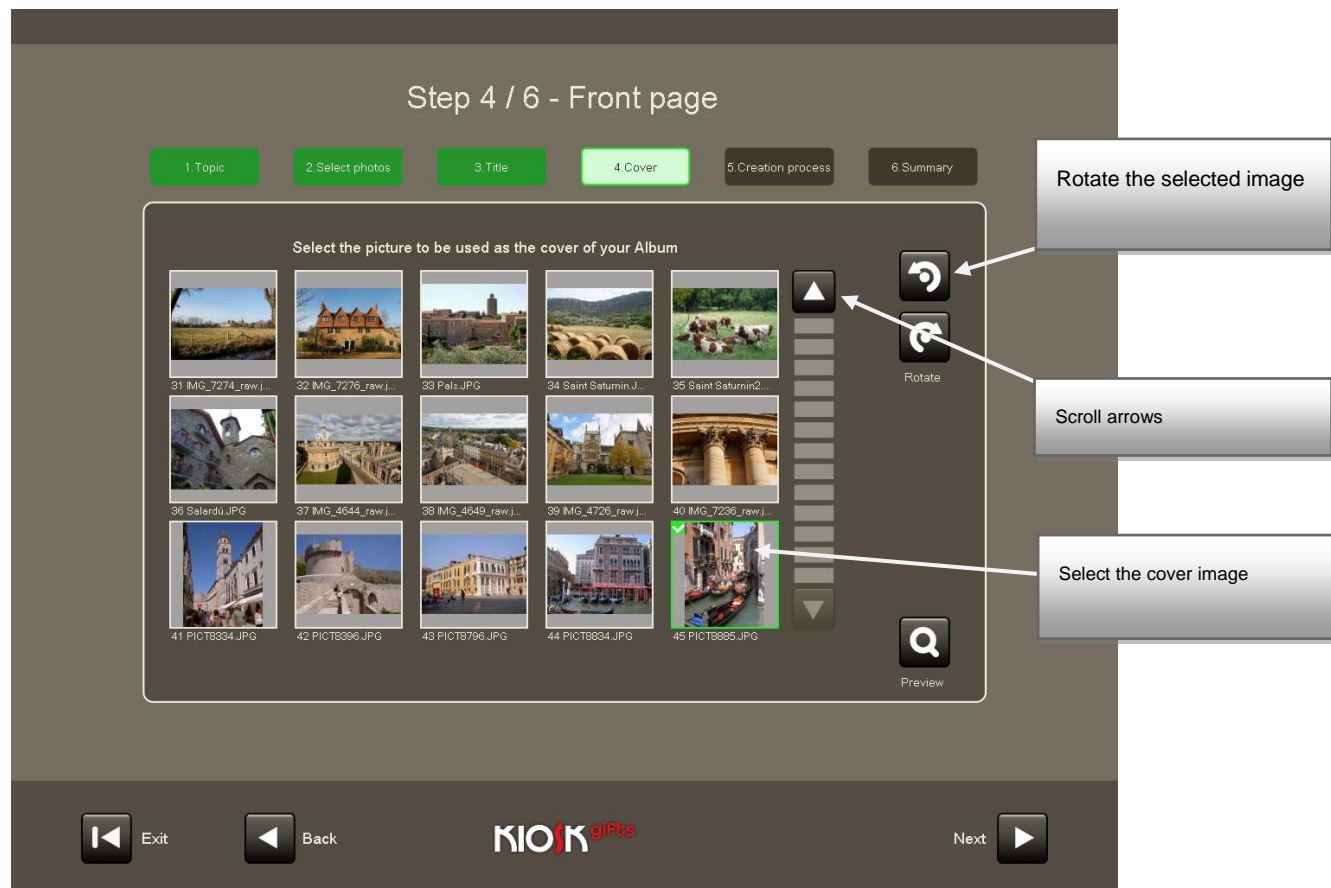 Step 4 / 6 - Front page
1.Topic
2.Select photos
3.Title
4.Cover
5.Creation process
6.Summary
Rotate the selected image
Select the picture to be used as the cover of your Album
31 IMG_7274_raw.j...
32 IMG_7276_raw.j...
33 Pals.JPG
34 Saint Saturnin.J...
35 Saint Saturnin2....
Rotate
Scroll arrows
36 Salardú.JPG
37 IMG_4644_raw.j...
38 IMG_4649_raw.j...
39 IMG_4726_raw.j...
40 IMG_7236_raw.j...
Select the cover image
41 PICT8334.JPG
42 PICT8396.JPG
43 PICT8796.JPG
44 PICT8834.JPG
45 PICT8885.JPG
Preview
Exit
Back
KIOSK gifts
Next